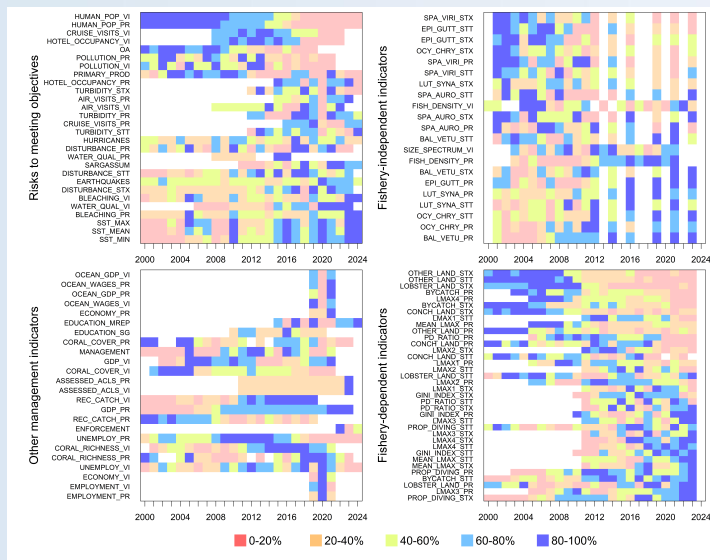 Risks to meeting objectives
HUMAN_POP_VI
HUMAN_POP_PR
CRUISE_VISITS_VI
HOTEL_OCCUPANCY_VI
OA
POLLUTION_PR
POLLUTION_VI
PRIMARY_PROD
HOTEL_OCCUPANCY_PR
TURBIDITY_STX
AIR_VISITS_PR
AIR_VISITS_VI
TURBIDITY_PR
CRUISE_VISITS_PR
TURBIDITY_STT
HURRICANES
DISTURBANCE_PR
WATER_QUAL_PR
SARGASSUM
DISTURBANCE_STT
EARTHQUAKES
DISTURBANCE_STX
BLEACHING_VI
WATER_QUAL_VI
BLEACHING_PR
SST_MAX
SST_MEAN
SST_MIN
2000 2004 2008 2012 2016 2020 2024
Fishery-independent indicators
SPA_VIRI_STX
EPI_GUTT_STT
EPI_GUTT_STX
OCY_CHRY_STX
SPA_VIRI_PR
SPA_VIRI_STT
LUT_SYNA_STX
SPA_AURO_STT
FISH_DENSITY_VI
SPA_AURO_STX
SPA_AURO_PR
BAL_VETU_STT
SIZE_SPECTRUM_VI
FISH_DENSITY_PR
BAL_VETU_STX
EPI_GUTT_PR
LUT_SYNA_PR
LUT_SYNA_STT
OCY_CHRY_STT
OCY_CHRY_PR
BAL_VETU_PR
2000 2004 2008 2012 2016 2020 2024
Other management indicators
OCEAN_GDP_VI
OCEAN_WAGES_PR
OCEAN_GDP_PR
OCEAN_WAGES_VI
ECONOMY_PR
EDUCATION_MREP
EDUCATION_SG
CORAL_COVER_PR
MANAGEMENT
GDP_VI
CORAL_COVER_VI
ASSESSED_ACLS_PR
ASSESSED_ACLS_VI
REC_CATCH_VI
GDP_PR
REC_CATCH_PR
ENFORCEMENT
UNEMPLOY_PR
CORAL_RICHNESS_VI
CORAL_RICHNESS_PR
UNEMPLOY_VI
ECONOMY_VI
EMPLOYMENT_VI
EMPLOYMENT_PR
2000 2004 2008 2012 2016 2020 2024
Fishery-dependent indicators
OTHER_LAND_STX
OTHER_LAND_STT
LOBSTER_LAND_STX
BYCATCH_PR
LMAX4_PR
BYCATCH_STX
CONCH_LAND_STX
LMAX1_STT
MEAN_LMAX_PR
OTHER_LAND_PR
PD_RATIO_PR
CONCH_LAND_PR
LMAX2_STX
CONCH_LAND_STT
LMAX1_PR
LMAX2_STT
LOBSTER_LAND_STT
LMAX2_PR
LMAX1_STX
GINI_INDEX_STX
PD_RATIO_STT
PD_RATIO_STX
GINI_INDEX_PR
LMAX3_STT
PROP_DIVING_STT
LMAX3_STX
LMAX4_STX
LMAX4_STT
GINI_INDEX_STT
MEAN_LMAX_STT
MEAN_LMAX_STX
PROP_DIVING_PR
BYCATCH_STT
LOBSTER_LAND_PR
LMAX3_PR
PROP_DIVING_STX
2000 2004 2008 2012 2016 2020 2024
0-20% 20-40% 40-60% 60-80% 80-100%